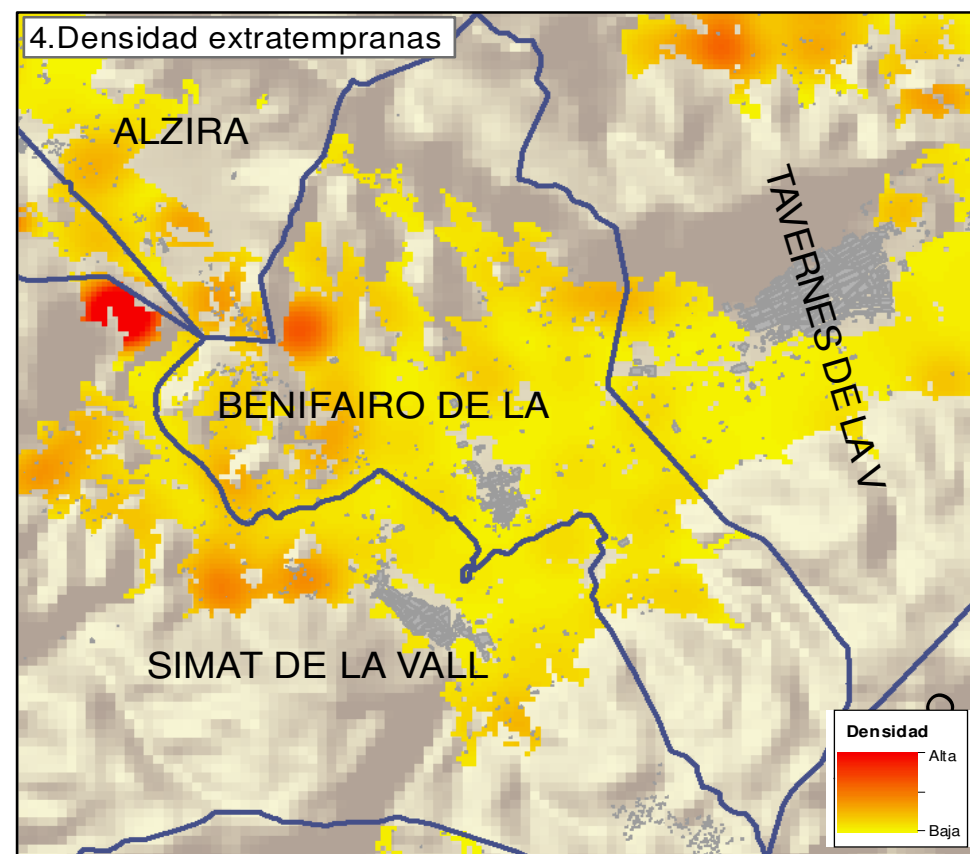 4.Densidad extratempranas
ALZIRA
TAVERNES DE LA V
BENIFAIRO DE LA
SIMAT DE LA VALL
Densidad
Alta
Baja